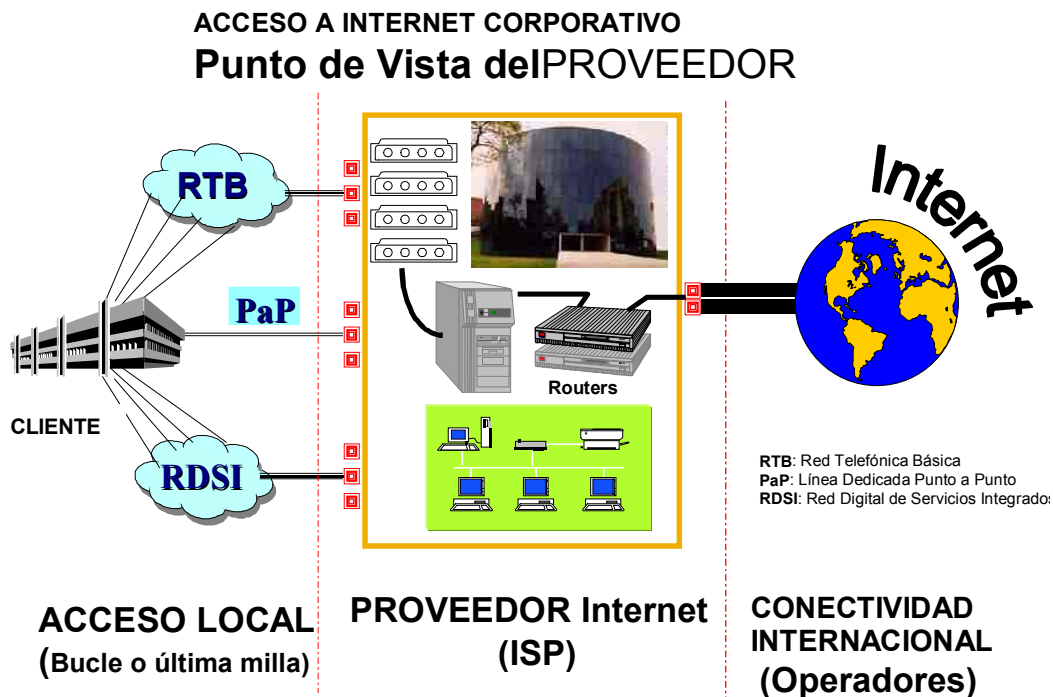 ACCESO A INTERNET CORPORATIVO
Punto de Vista delPROVEEDOR
RTB
PaP
RDSI
CLIENTE
Routers
Internet
RTB: Red Telefónica Básica
PaP: Línea Dedicada Punto a Punto
RDSI: Red Digital de Servicios Integrados
ACCESO LOCAL
(Bucle o última milla)
PROVEEDOR Internet
(ISP)
CONECTIVIDAD
INTERNACIONAL
(Operadores)